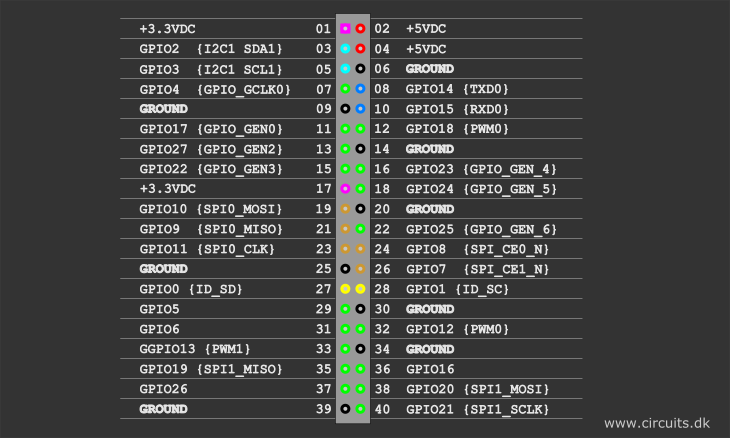 +3.3VDC 01 02 +5VDC
GPIO2 {I2C1 SDA1} 03 04 +5VDC
GPIO3 {I2C1 SCL1} 05 06 GROUND
GPIO4 {GPIO_GCLK0} 07 08 GPIO14 {TXD0}
GROUND 09 10 GPIO15 {RXD0}
GPIO17 {GPIO_GEN0} 11 12 GPIO18 {PWM0}
GPIO27 {GPIO_GEN2} 13 14 GROUND
GPIO22 {GPIO_GEN3} 15 16 GPIO23 {GPIO_GEN_4}
+3.3VDC 17 18 GPIO24 {GPIO_GEN_5}
GPIO10 {SPI0_MOSI} 19 20 GROUND
GPIO9 {SPI0_MISO} 21 22 GPIO25 {GPIO_GEN_6}
GPIO11 {SPI0_CLK} 23 24 GPIO8 {SPI_CE0_N}
GROUND 25 26 GPIO7 {SPI_CE1_N}
GPIO0 {ID_SD} 27 28 GPIO1 {ID_SC}
GPIO5 29 30 GROUND
GPIO6 31 32 GPIO12 {PWM0}
GGPIO13 {PWM1} 33 34 GROUND
GPIO19 {SPI1_MISO} 35 36 GPIO16
GPIO26 37 38 GPIO20 {SPI1_MOSI}
GROUND 39 40 GPIO21 {SPI1_SCLK}
www.circuits.dk